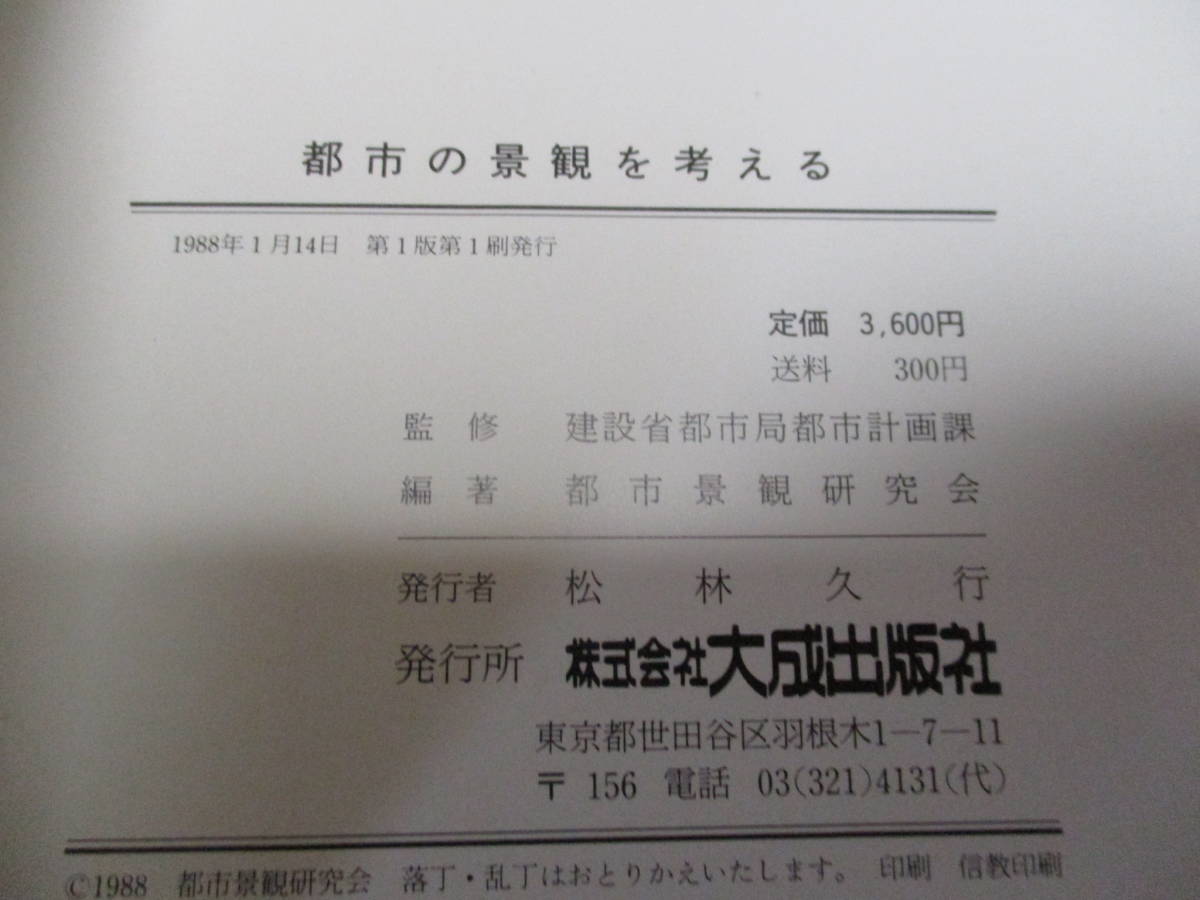 都市の景観を考える
1988年1月14日 第1版第1刷発行
定価 3,600円
送料 300円
監修 建設省都市局都市計画課
編著 都市景観研究会
発行者 松林久行
発行所 株式会社大成出版社
東京都世田谷区羽根木1―7―11
〒156 電話 03(321)4131(代)
©1988 都市景観研究会 落丁・乱丁はおとりかえいたします。 印刷 信教印刷